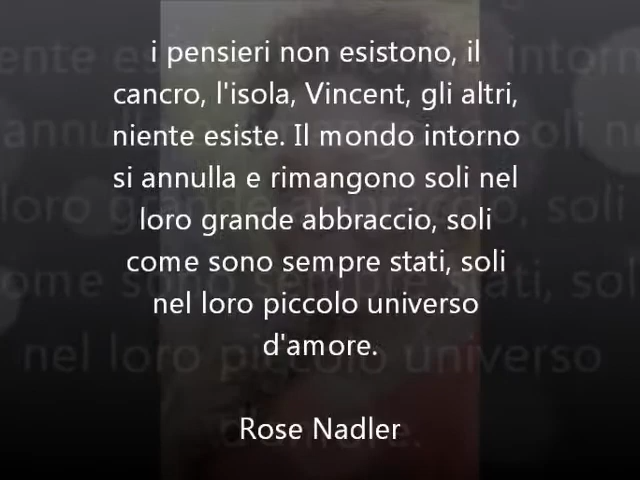 i pensieri non esistono, il
cancro, l'isola, Vincent, gli altri,
niente esiste. Il mondo intorno
si annulla e rimangono soli nel
loro grande abbraccio, soli
come sono sempre stati, soli
nel loro piccolo universo
d'amore.
Rose Nadler